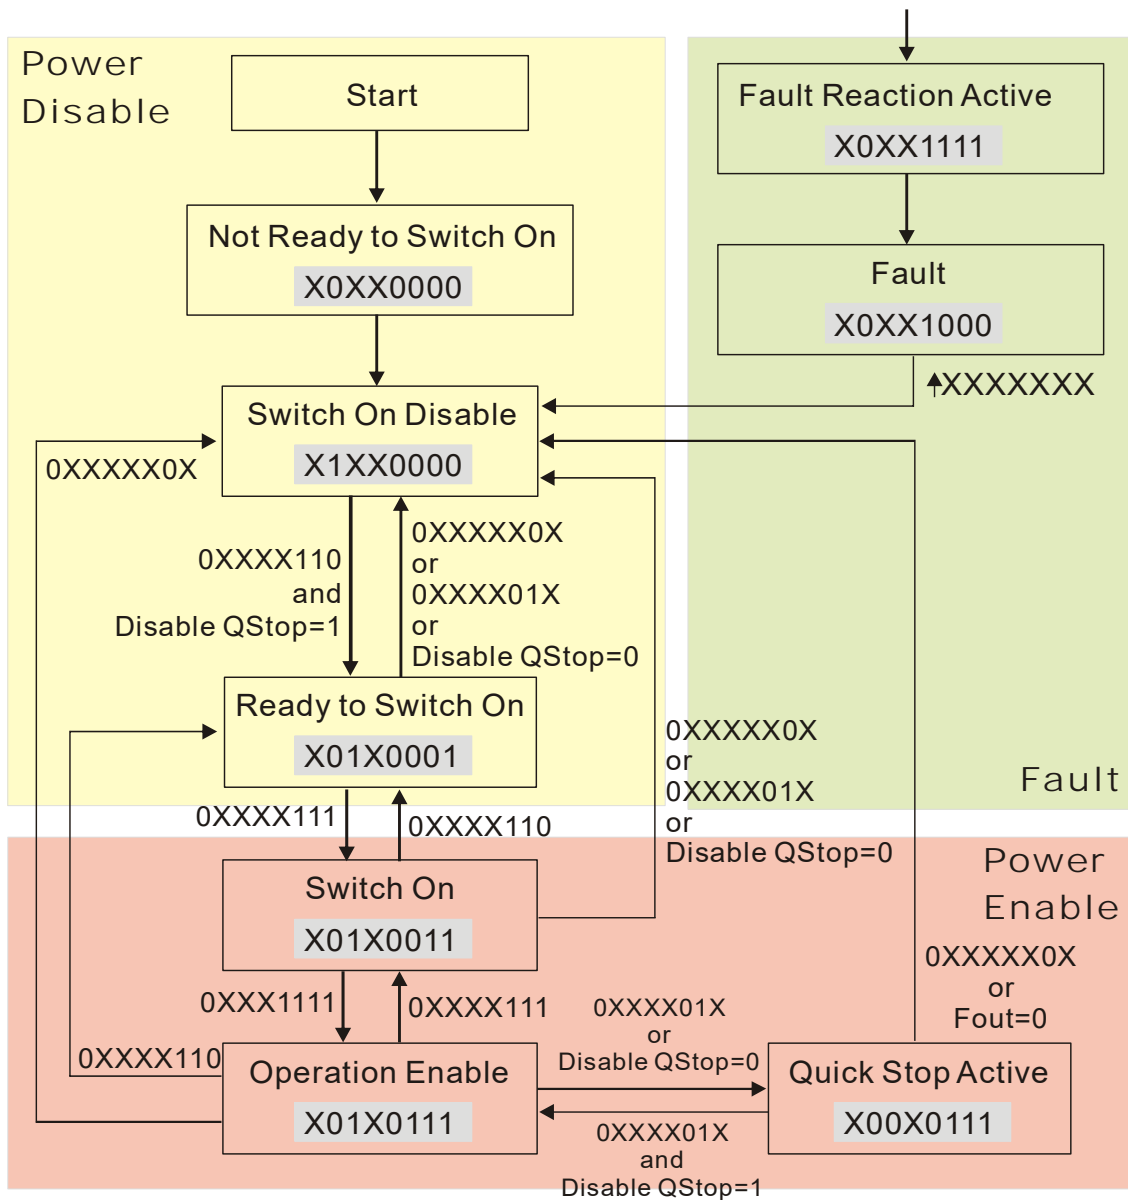 Power
Disable
Start
Not Ready to Switch On
X0XX0000
Switch On Disable
X1XX0000
0XXXXX0X
0XXXX110
and
Disable QStop=1
0XXXXX0X
or
0XXXX01X
or
Disable QStop=0
Ready to Switch On
X01X0001
Fault Reaction Active
X0XX1111
Fault
X0XX1000
XXXXXXX
Fault
0XXXXX0X
or
0XXXX01X
or
Disable QStop=0
0XXXX111
0XXXX110
Power
Enable
Switch On
X01X0011
0XXX1111
0XXXX111
0XXXX110
Operation Enable
X01X0111
0XXXX01X
or
Disable QStop=0
0XXXX01X
and
Disable QStop=1
0XXXXX0X
or
Fout=0
Quick Stop Active
X00X0111